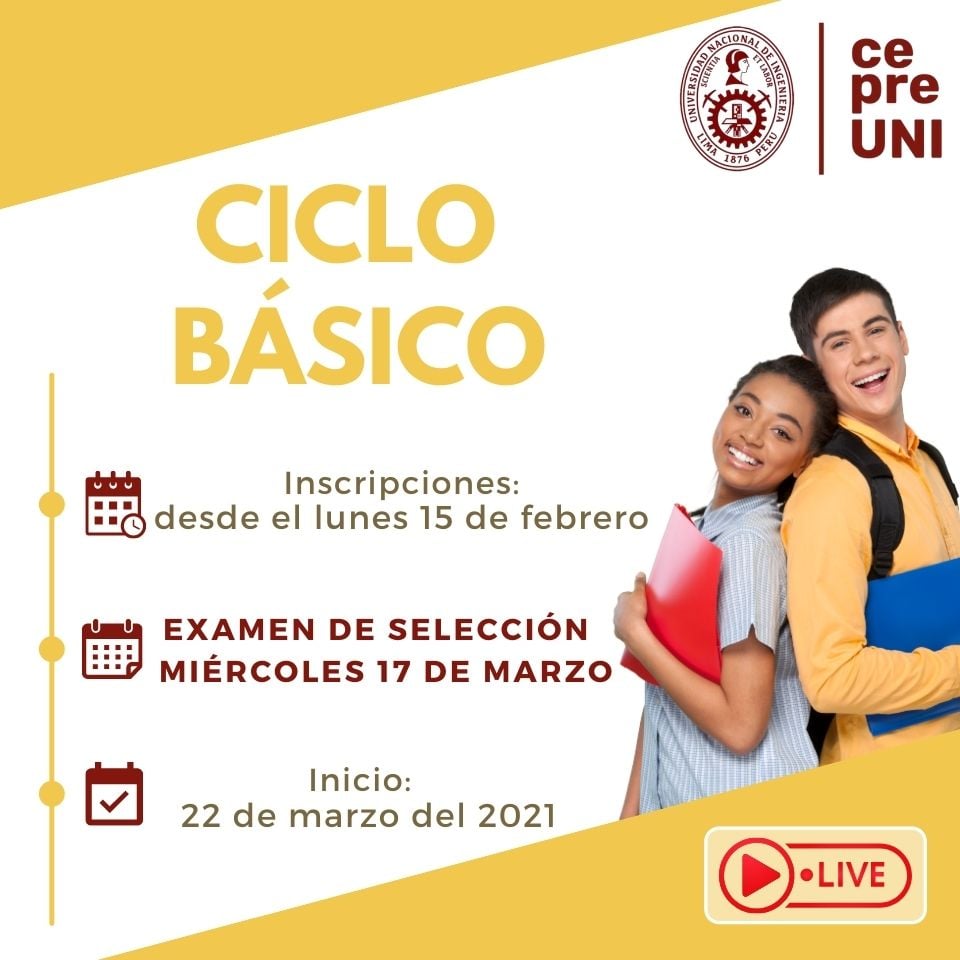 UNIVERSIDAD NACIONAL DE INGENIERIA
SCIENTIA ET LABOR
LIMA 1876 PERU
ce
pre
UNI
CICLO
BÁSICO
Inscripciones:
desde el lunes 15 de febrero
EXAMEN DE SELECCIÓN
MIÉRCOLES 17 DE MARZO
Inicio:
22 de marzo del 2021
LIVE